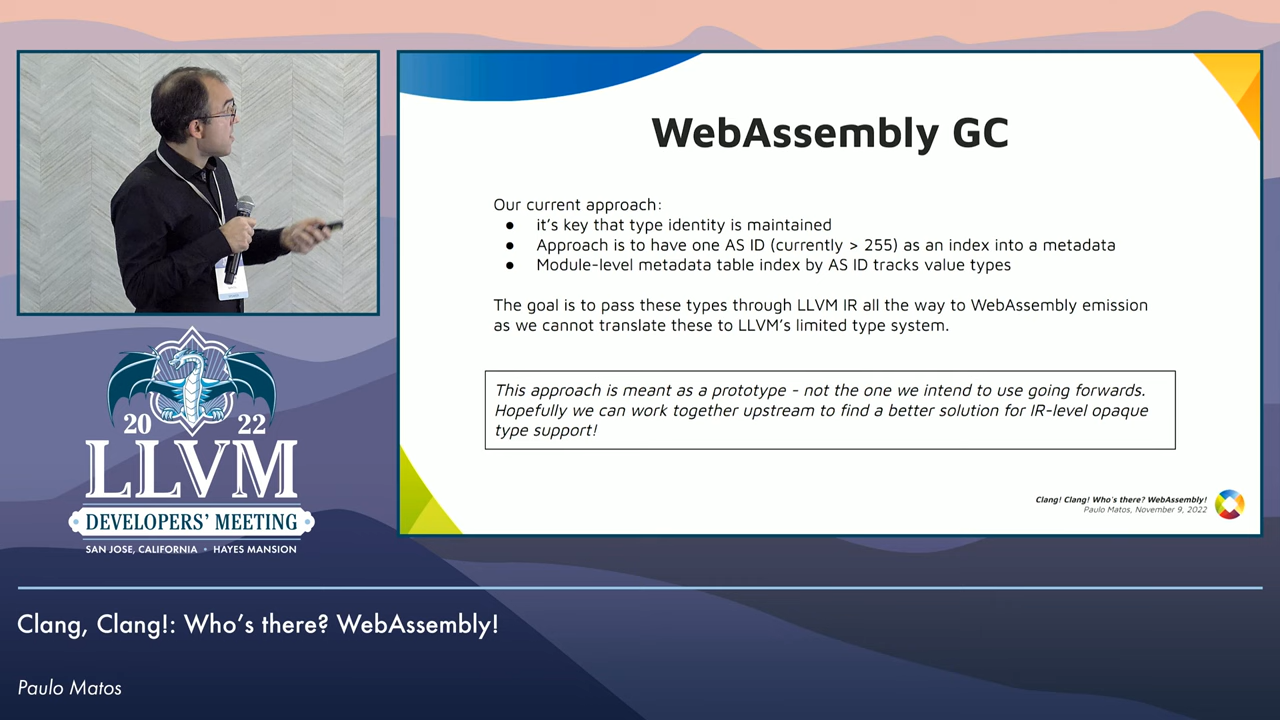 WebAssembly GC
Our current approach:
● it's key that type identity is maintained
● Approach is to have one AS ID (currently > 255) as an index into a metadata
● Module-level metadata table index by AS ID tracks value types
The goal is to pass these types through LLVM IR all the way to WebAssembly emission
as we cannot translate these to LLVM's limited type system.
This approach is meant as a prototype - not the one we intend to use going forwards.
Hopefully we can work together upstream to find a better solution for IR-level opaque
type support!
Clang! Clang! Who's there? WebAssembly!
Paulo Matos, November 9, 2022
20 22
LLVM
DEVELOPERS' MEETING
SAN JOSE, CALIFORNIA • HAYES MANSION
Clang, Clang!: Who's there? WebAssembly!
Paulo Matos